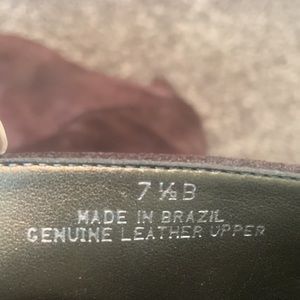 7 ½ B
MADE IN BRAZIL
GENUINE LEATHER UPPER